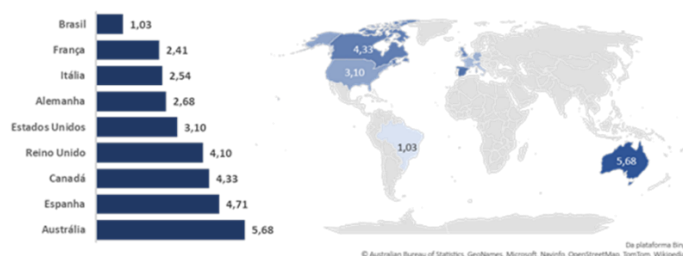 Brasil 1,03
França 2,41
Itália 2,54
Alemanha 2,68
Estados Unidos 3,10
Reino Unido 4,10
Canadá 4,33
Espanha 4,71
Austrália 5,68
4,33
3,10
1,03
5,68
Da plataforma Bing
© Australian Bureau of Statistics, GeoNames, Microsoft, Navinfo, OpenStreetMap, TomTom, Wikipedia